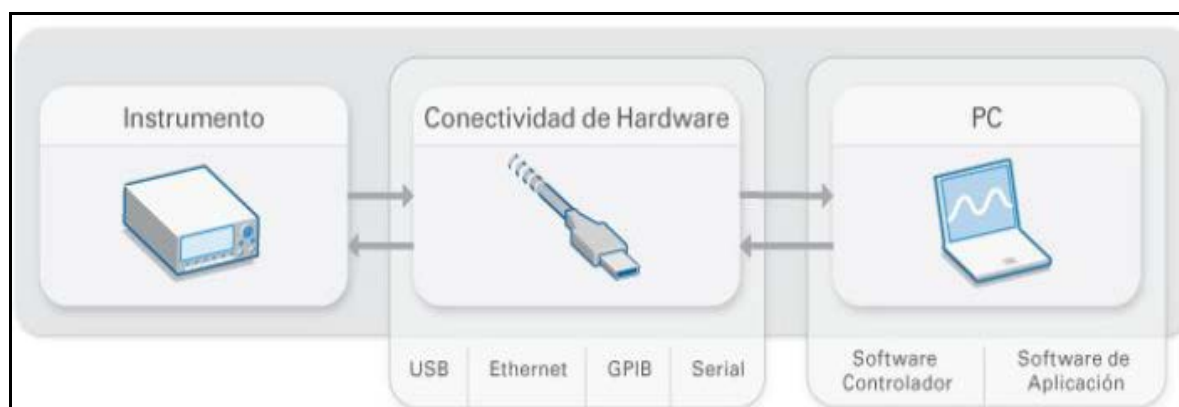 Instrumento
Conectividad de Hardware
PC
USB
Ethernet
GPIB
Serial
Software
Controlador
Software de
Aplicación